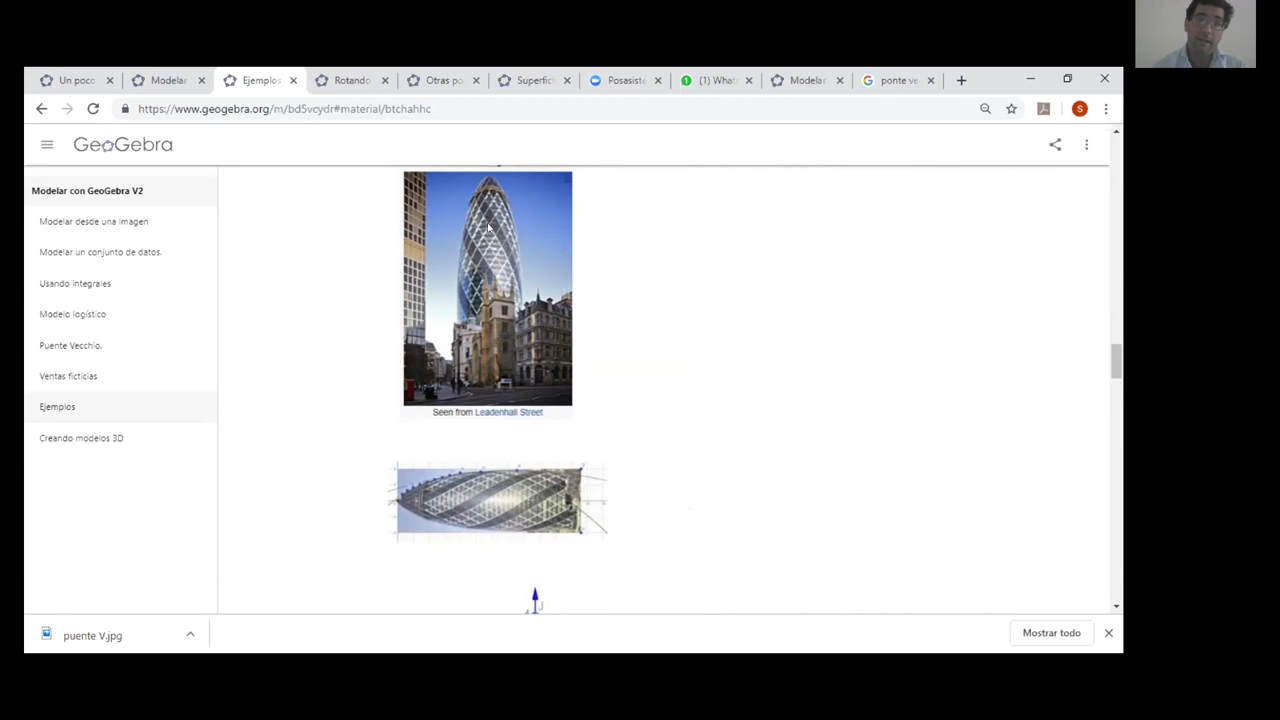 Un poco
Modelar
Ejemplos
Rotando
Otras po
Superfici
Posasiste
(1) What
Modelar
ponte ve
https://www.geogebra.org/m/bd5vcydr#material/btchahhc
S
GeoGebra
Modelar con GeoGebra V2
Modelar desde una imagen
Modelar un conjunto de datos.
Usando integrales
Modelo logístico
Puente Vecchio.
Ventas ficticias
Ejemplos
Creando modelos 3D
Seen from Leadenhall Street
puente V.jpg
Mostrar todo